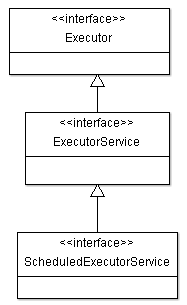 <<interface>>
Executor
<<interface>>
ExecutorService
<<interface>>
ScheduledExecutorService